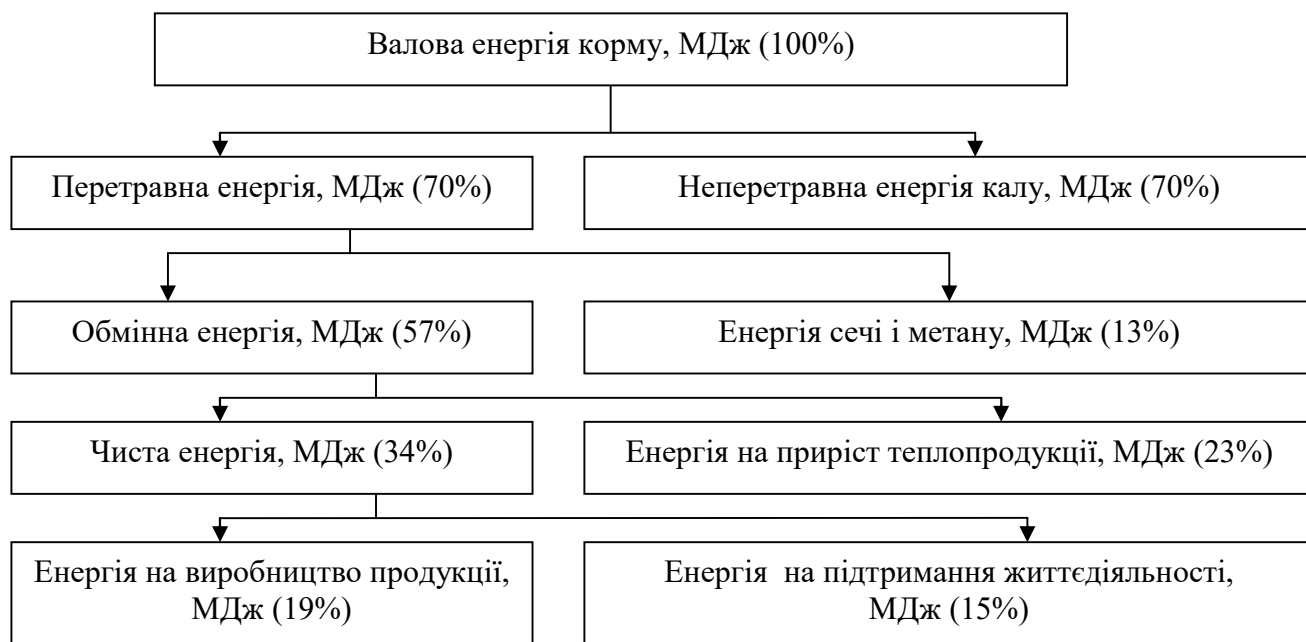 Валова енергія корму, МДж (100%)
Перетравна енергія, МДж (70%)
Неперетравна енергія калу, МДж (70%)
Обмінна енергія, МДж (57%)
Енергія сечі і метану, МДж (13%)
Чиста енергія, МДж (34%)
Енергія на приріст теплопродукції, МДж (23%)
Енергія на виробництво продукції,
МДж (19%)
Енергія на підтримання життєдіяльності,
МДж (15%)